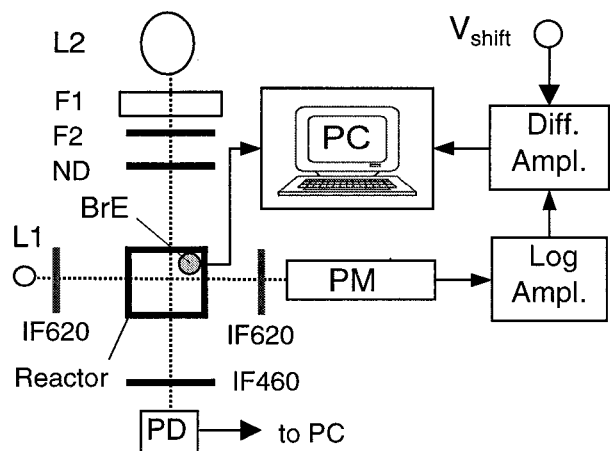 L2
V_shift
F1
F2
PC
Diff.
Ampl.
ND
BrE
L1
PM
Log
Ampl.
IF620
IF620
Reactor
IF460
PD
to PC